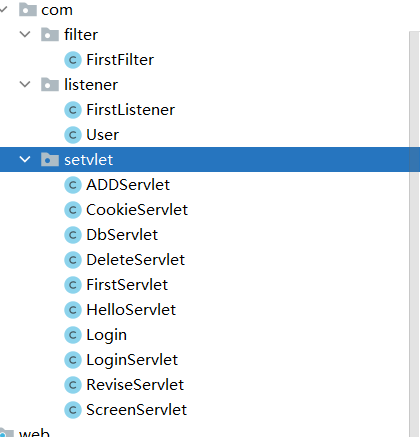 com
filter
FirstFilter
listener
FirstListener
User
setvlet
ADDServlet
CookieServlet
DbServlet
DeleteServlet
FirstServlet
HelloServlet
Login
LoginServlet
ReviseServlet
ScreenServlet
web